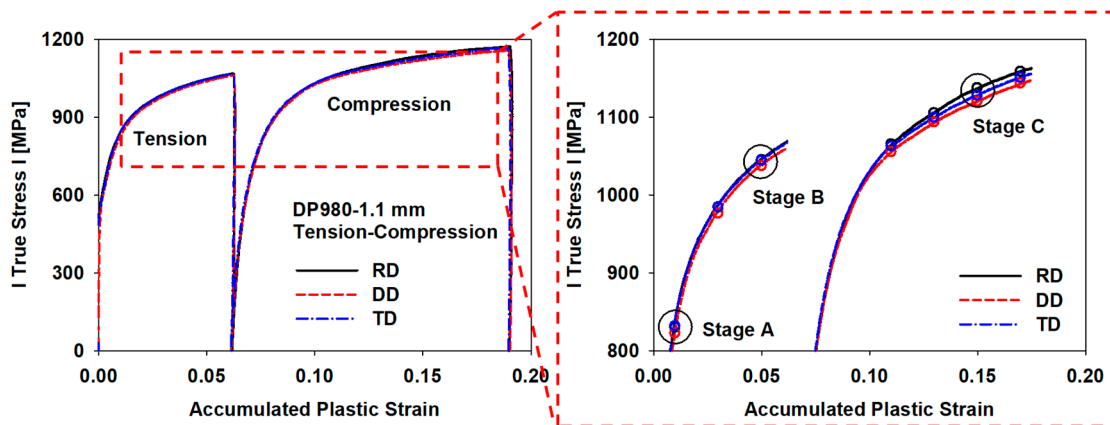 1200
900
600
300
0
I True Stress I [MPa]
Tension
Compression
DP980-1.1 mm
Tension-Compression
RD
DD
TD
0.00
0.05
0.10
0.15
0.20
Accumulated Plastic Strain
1200
1100
1000
900
800
I True Stress I [MPa]
Stage C
Stage B
Stage A
RD
DD
TD
0.00
0.05
0.10
0.15
0.20
Accumulated Plastic Strain